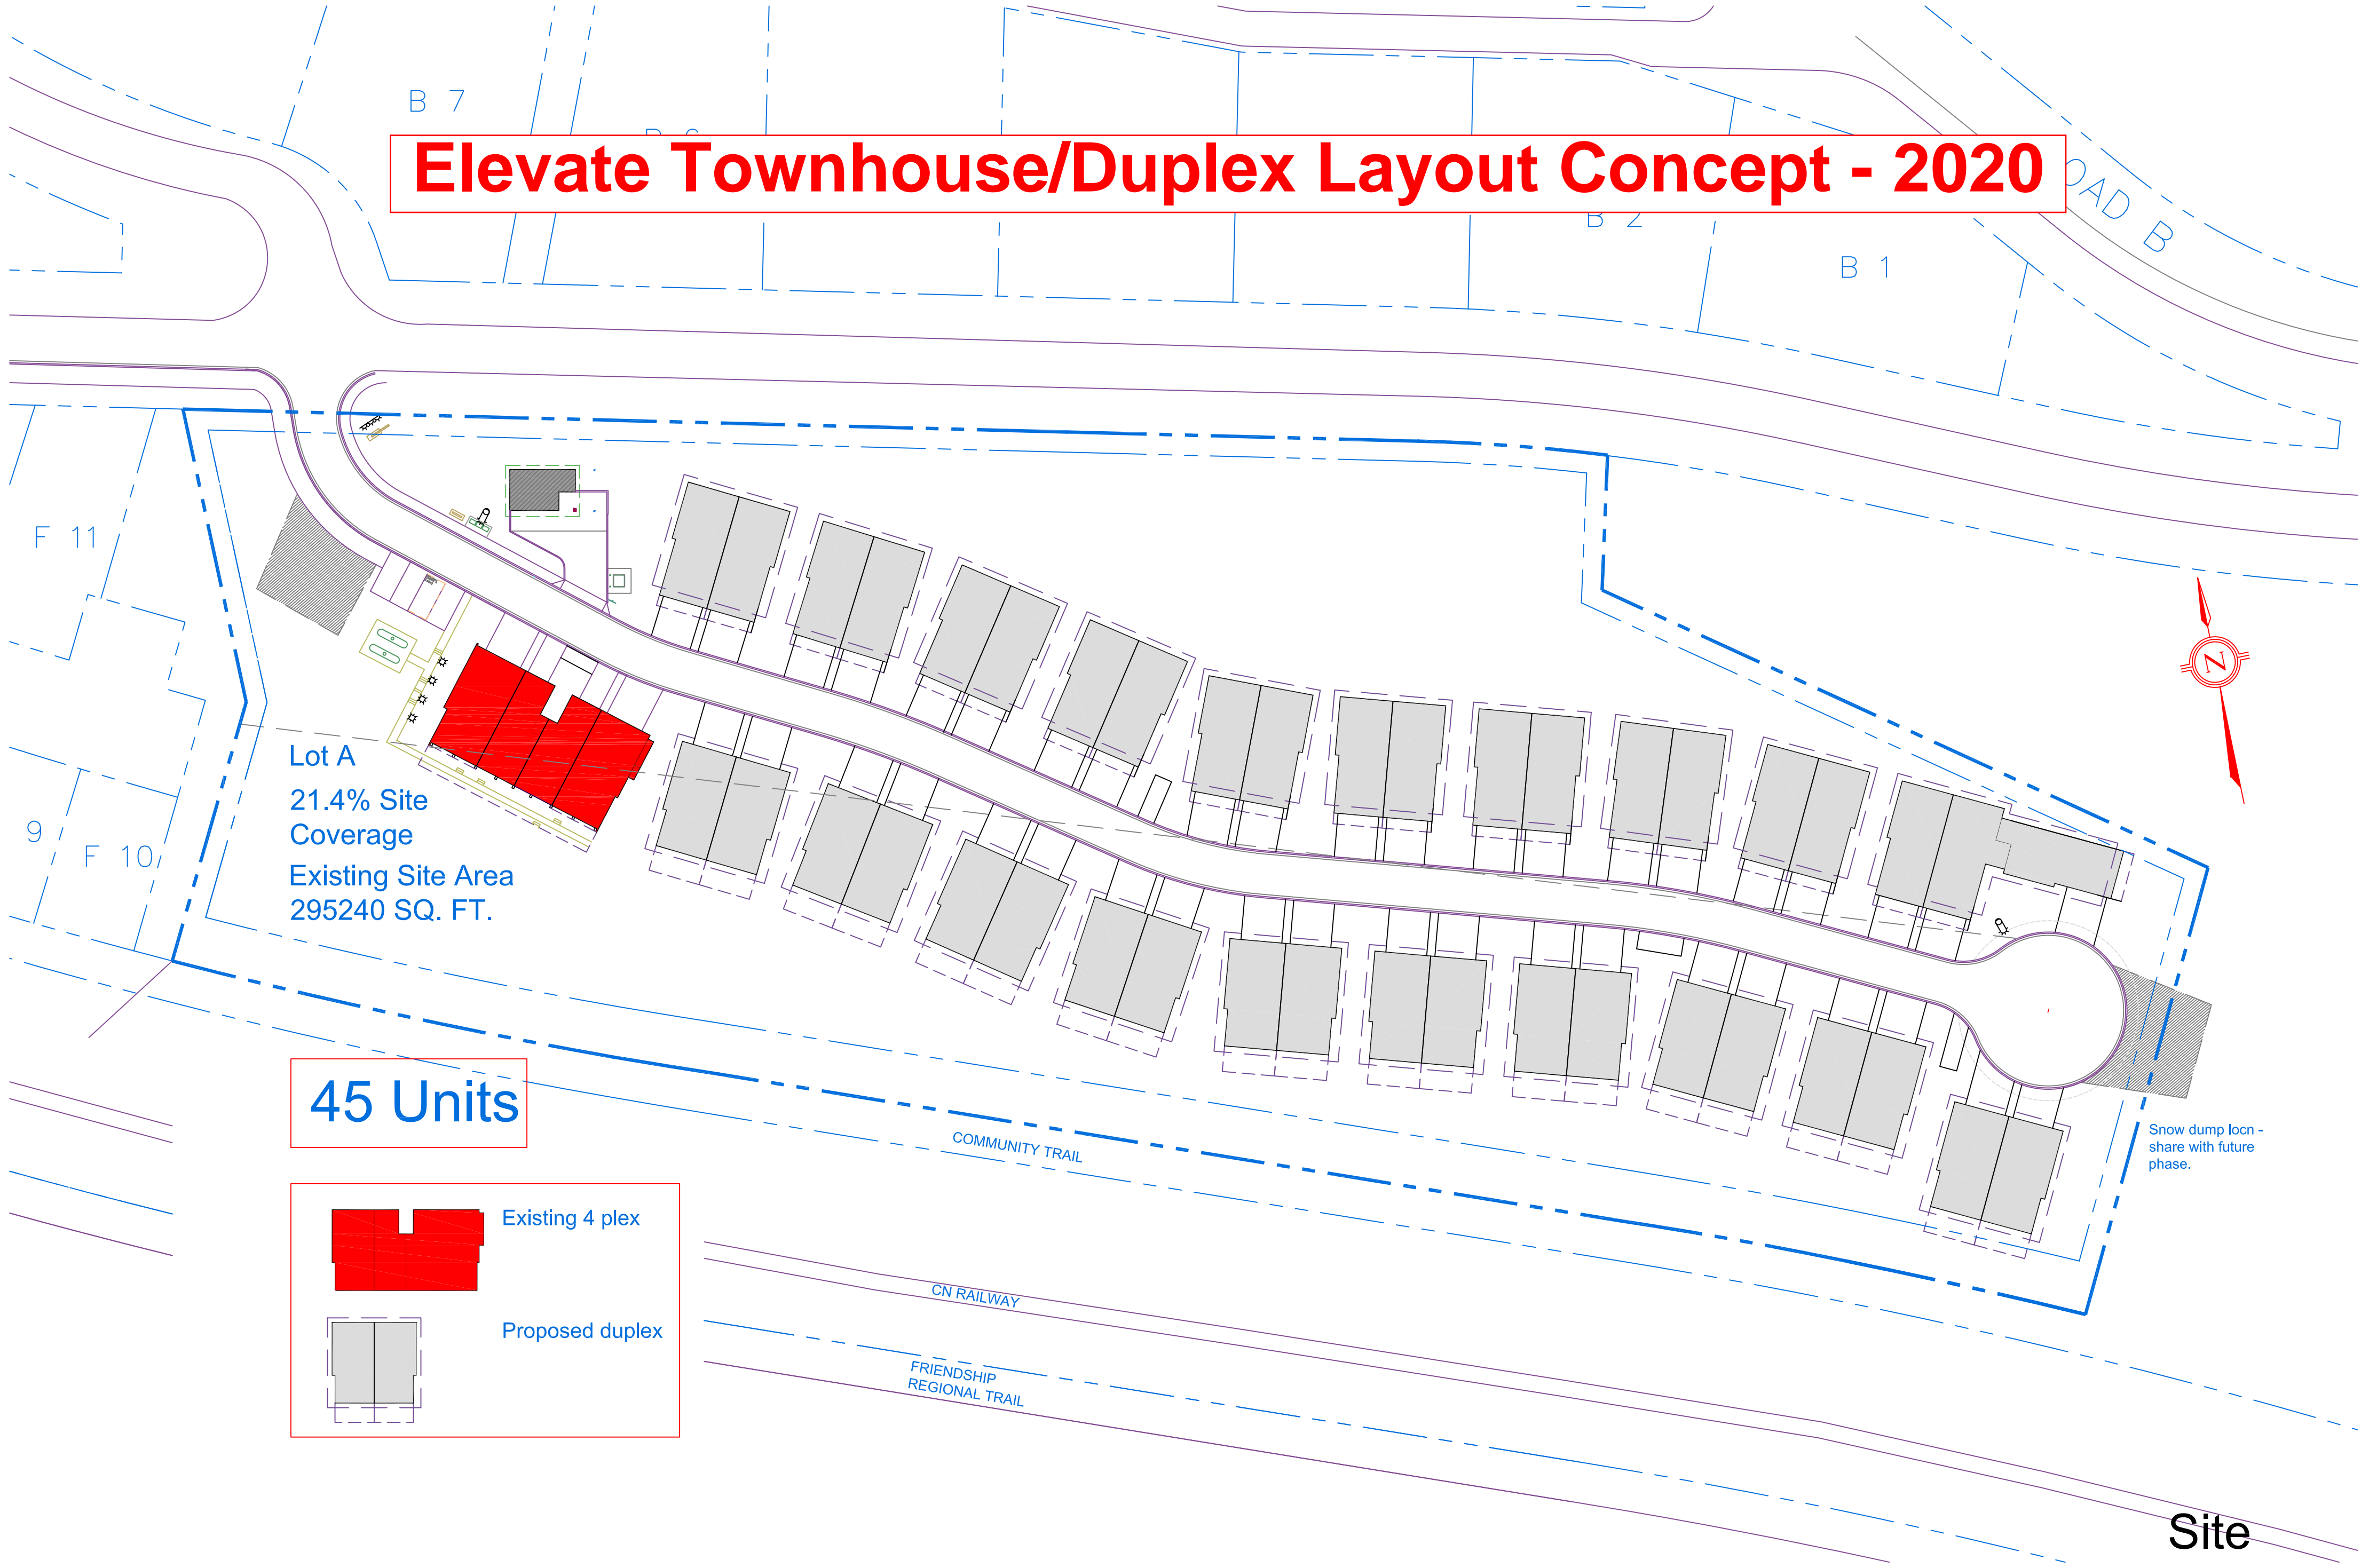 B 7
Elevate Townhouse/Duplex Layout Concept - 2020
OAD B
B 2
B 1
F 11
N
Lot A
21.4% Site
Coverage
Existing Site Area
295240 SQ. FT.
9
F 10
45 Units
COMMUNITY TRAIL
Snow dump locn -
share with future
phase.
Existing 4 plex
Proposed duplex
CN RAILWAY
FRIENDSHIP
REGIONAL TRAIL
Site